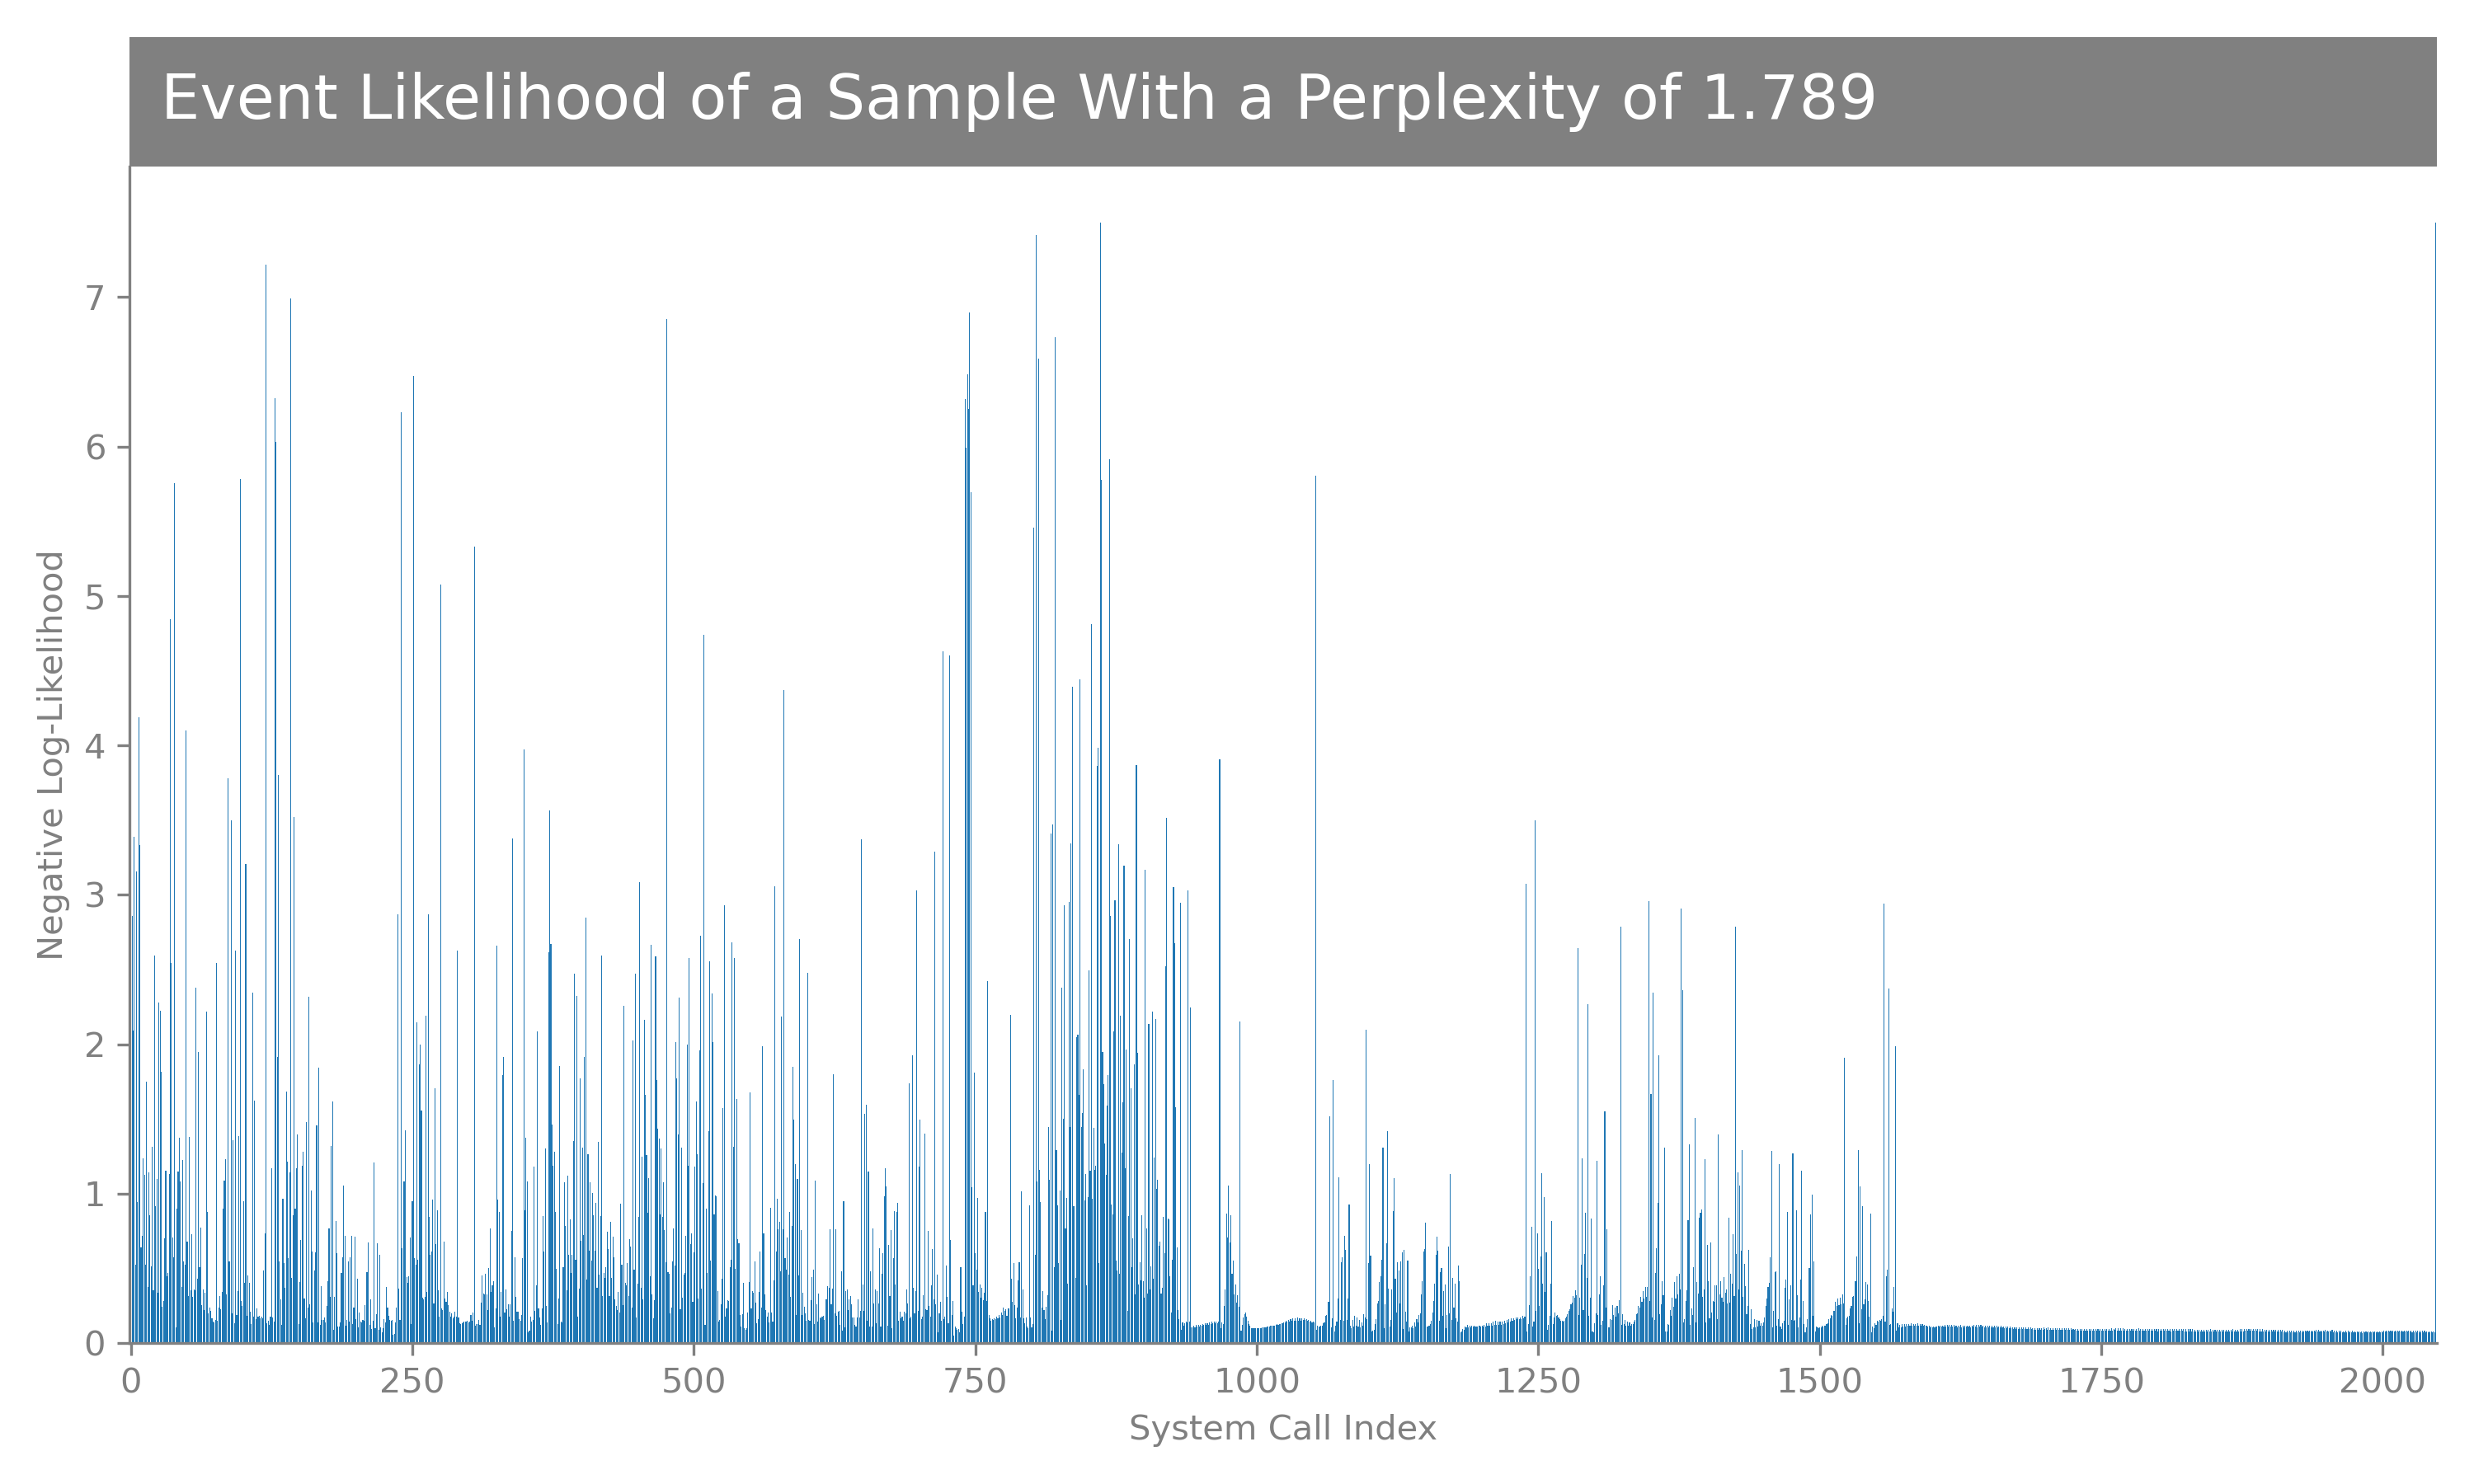 Event Likelihood of a Sample With a Perplexity of 1.789
Negative Log-Likelihood
7
6
5
4
3
2
1
0
0 250 500 750 1000 1250 1500 1750 2000
System Call Index